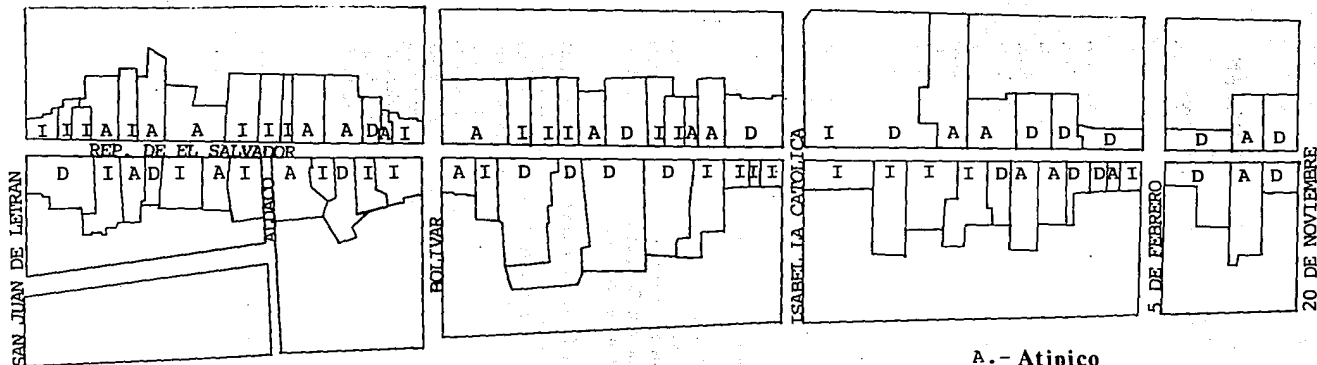 I I I A I A A I I I A A D A I
A I I I A D I I A A D
I D A A D D D
D A D
REP. DE EL SALVADOR
D I A D I A I A I D I I
A I D D D D I I I I
I I I I D A A D D A I
D A D
SAN JUAN DE LETRAN
ALDACO
BOLIVAR
ISABEL LA CATOLICA
5 DE FEBRERO
20 DE NOVIEMBRE
A.- Atipico